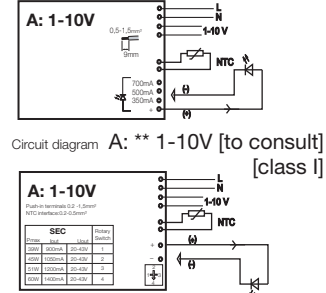 A: 1-10V
0,5-1,5mm²
9mm
L
N
1-10 V
NTC
700mA
500mA
350mA
(-)
+
(+)
Circuit diagram A: ** 1-10V [to consult]
[class I]
A: 1-10V
Push-in terminals 0.2 -1,5mm²
NTC interface:0.2-0.5mm²
SEC Rotary Switch
Pmax Iout Uout
39W 900mA 20-43V 1
45W 1050mA 20-43V 2
51W 1200mA 20-43V 3
60W 1400mA 20-43V 4
L
N
1-10 V
NTC
+ (+)
− (-)